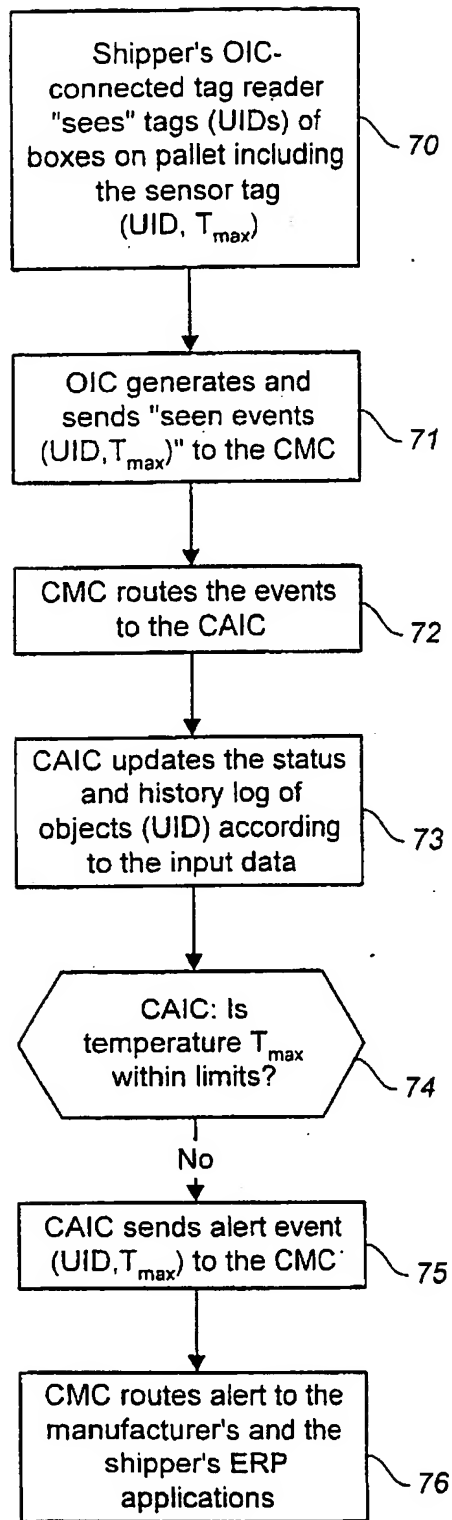 Shipper's OIC-
connected tag reader
"sees" tags (UIDs) of
boxes on pallet including
the sensor tag
(UID, Tmax)
70
OIC generates and
sends "seen events
(UID,Tmax)" to the CMC
71
CMC routes the events
to the CAIC
72
CAIC updates the status
and history log of
objects (UID) according
to the input data
73
CAIC: Is
temperature Tmax
within limits?
74
No
CAIC sends alert event
(UID,Tmax) to the CMC
75
CMC routes alert to the
manufacturer's and the
shipper's ERP
applications
76